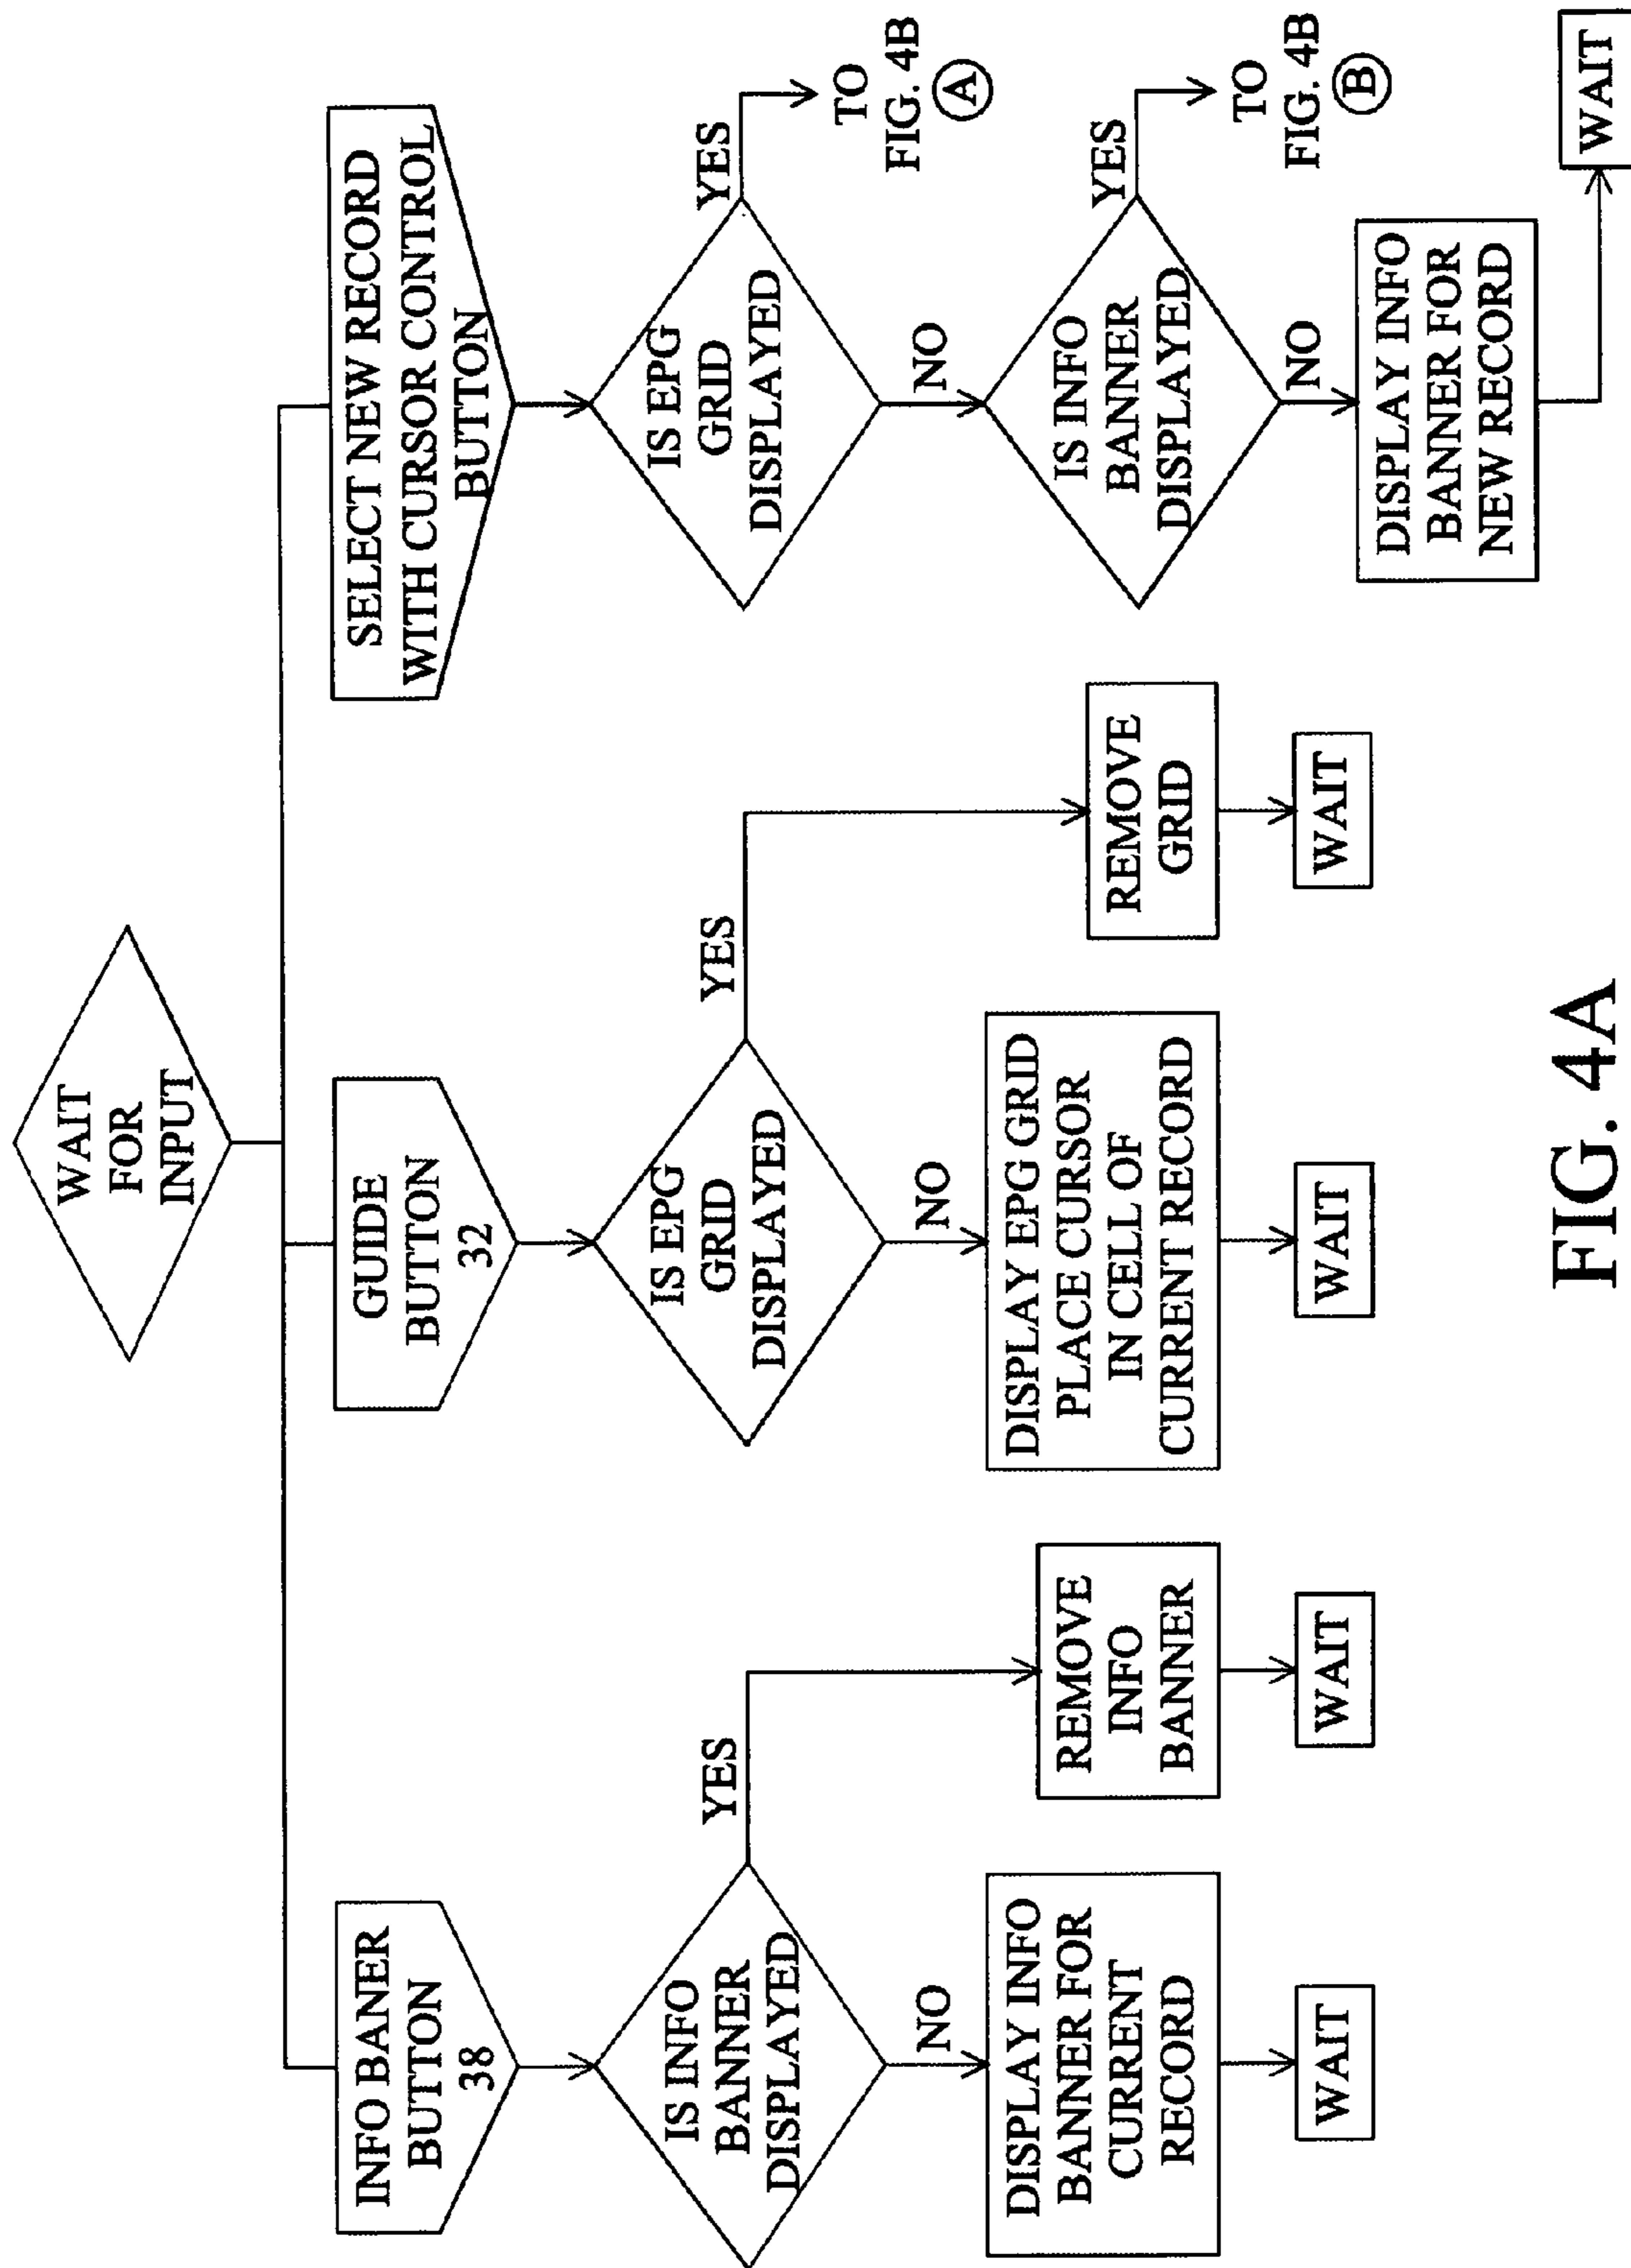 WAIT
FOR
INPUT
INFO BANER
BUTTON
38
IS INFO
BANNER
DISPLAYED
YES
NO
DISPLAY INFO
BANNER FOR
CURRENT
RECORD
WAIT
REMOVE
INFO
BANNER
WAIT
GUIDE
BUTTON
32
IS EPG
GRID
DISPLAYED
YES
NO
DISPLAY EPG GRID
PLACE CURSOR
IN CELL OF
CURRENT RECORD
WAIT
REMOVE
GRID
WAIT
SELECT NEW RECORD
WITH CURSOR CONTROL
BUTTON
IS EPG
GRID
DISPLAYED
YES
TO
FIG. 4B
A
NO
IS INFO
BANNER
DISPLAYED
YES
TO
FIG. 4B
B
NO
DISPLAY INFO
BANNER FOR
NEW RECORD
WAIT
FIG. 4A